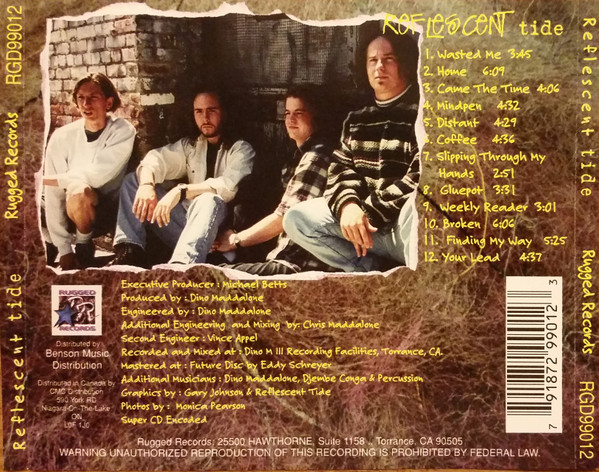 Reflescent tide
Rugged Records
RGD99012
REFLESCENT tide
1. Wasted Me 3:45
2. Home 6:09
3. Came The Time 4:06
4. Mindpen 4:32
5. Distant 4:29
6. Coffee 4:36
7. Slipping Through My
Hands 2:51
8. Gluepot 3:31
9. Weekly Reader 3:01
10. Broken 6:06
11. Finding My Way 5:25
12. Your Lead 4:37
Executive Producer : Michael Betts
Produced by : Dino Maddalone
Engineered by : Dino Maddalone
Additional Engineering and Mixing by: Chris Maddalone
Second Engineer : Vince Appel
Recorded and Mixed at : Dino M III Recording Facilities, Torrance, CA.
Mastered at : Future Disc by Eddy Schreyer
Additional Musicians : Dino Maddalone, Djembe Conga & Percussion
Graphics by : Gary Johnson & Reflescent Tide
Photos by : Monica Pearson
Super CD Encoded
RUGGED
RR
RECORDS
Distributed by
Benson Music
Distribution
Distributed in Canada by
CMC Distribution
590 York RD
Niagara-On-The-Lake
ON
L0F 1J0
7 91872 99012 3
Rugged Records: 25500 HAWTHORNE, Suite 1158 .. Torrance, CA 90505
WARNING UNAUTHORIZED REPRODUCTION OF THIS RECORDING IS PROHIBITED BY FEDERAL LAW.
Reflescent tide
Rugged Records
RGD99012